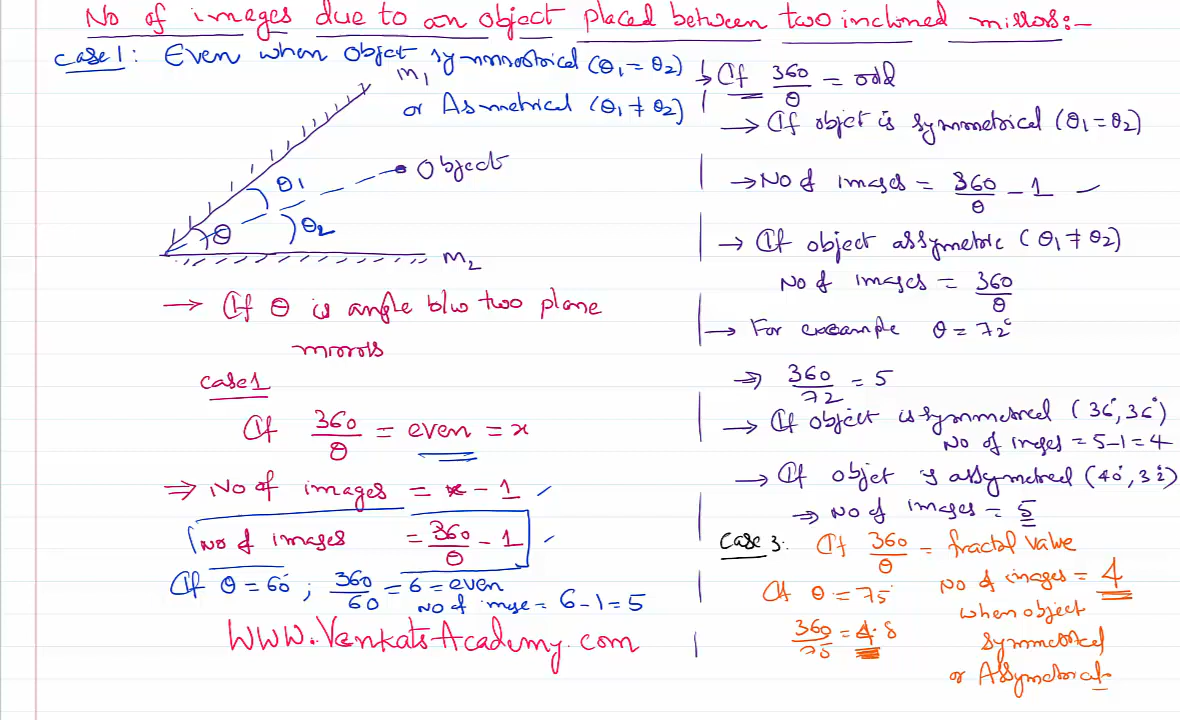 No of images due to an object placed between two inclined mirrors:-
case1: Even when Object symmetrical (θ1 = θ2)
or Asmetrical (θ1 ≠ θ2)
M1
Object
θ1
θ
θ2
M2
→ If θ is angle b/w two plane
mirrors
case1
If 360/θ = even = x
⇒ No of images = x - 1
No of images = 360/θ - 1
If θ = 60° ; 360/60 = 6 = even
No of image = 6 - 1 = 5
www.VenkatsAcademy.com
→ If 360/θ = odd
→ If object is symmetrical (θ1 = θ2)
→ No of images = 360/θ - 1
→ If object assymetric (θ1 ≠ θ2)
No of images = 360/θ
→ For example θ = 72°
⇒ 360/72 = 5
→ If object is symmetrical (36°, 36°)
No of images = 5-1 = 4
→ If objet is assymetred (40°, 32°)
⇒ No of images = 5
Case 3: If 360/θ = fractal value
If θ = 75°
360/75 = 4.8
No of images = 4
when object
symmetrical
or Assymetrical